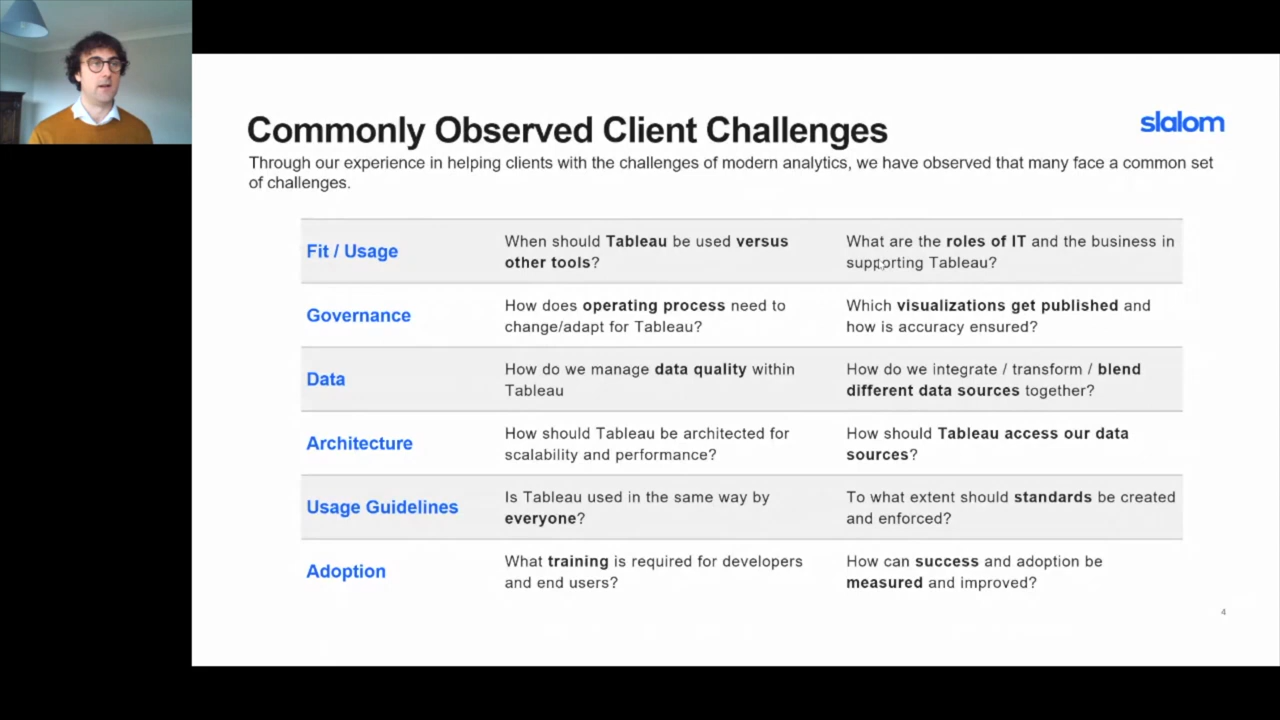 Commonly Observed Client Challenges
slalom
Through our experience in helping clients with the challenges of modern analytics, we have observed that many face a common set
of challenges.
Fit / Usage
When should Tableau be used versus
other tools?
What are the roles of IT and the business in
supporting Tableau?
Governance
How does operating process need to
change/adapt for Tableau?
Which visualizations get published and
how is accuracy ensured?
Data
How do we manage data quality within
Tableau
How do we integrate / transform / blend
different data sources together?
Architecture
How should Tableau be architected for
scalability and performance?
How should Tableau access our data
sources?
Usage Guidelines
Is Tableau used in the same way by
everyone?
To what extent should standards be created
and enforced?
Adoption
What training is required for developers
and end users?
How can success and adoption be
measured and improved?
4